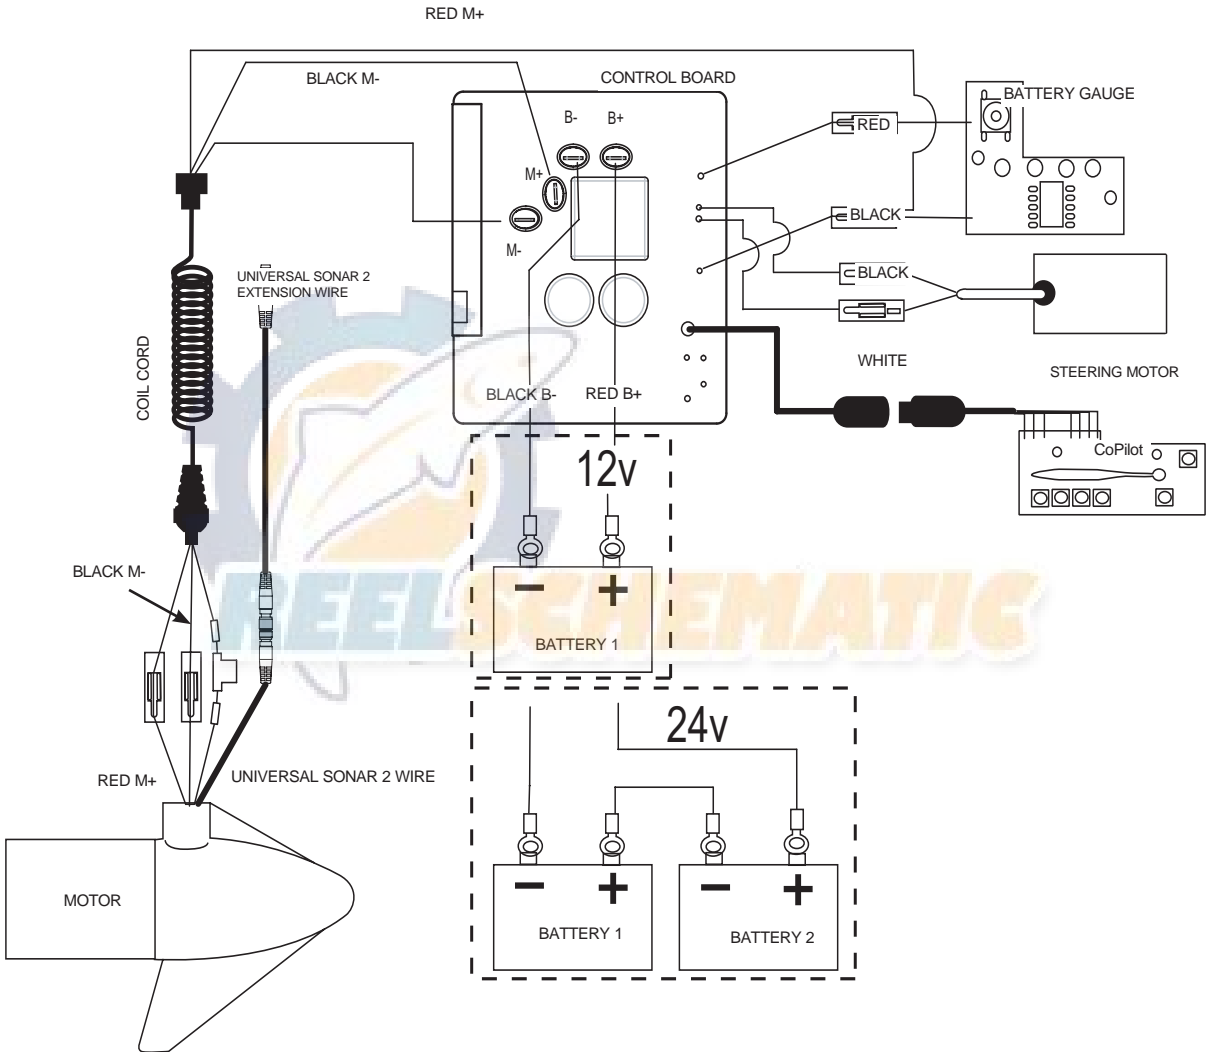 RED M+
BLACK M-
CONTROL BOARD
BATTERY GAUGE
B-
B+
RED
M+
BLACK
M-
UNIVERSAL SONAR 2
EXTENSION WIRE
BLACK
COIL CORD
WHITE
STEERING MOTOR
BLACK B-
RED B+
CoPilot
12v
BLACK M-
REELSCHEMATIC
BATTERY 1
24v
RED M+
UNIVERSAL SONAR 2 WIRE
MOTOR
BATTERY 1
BATTERY 2